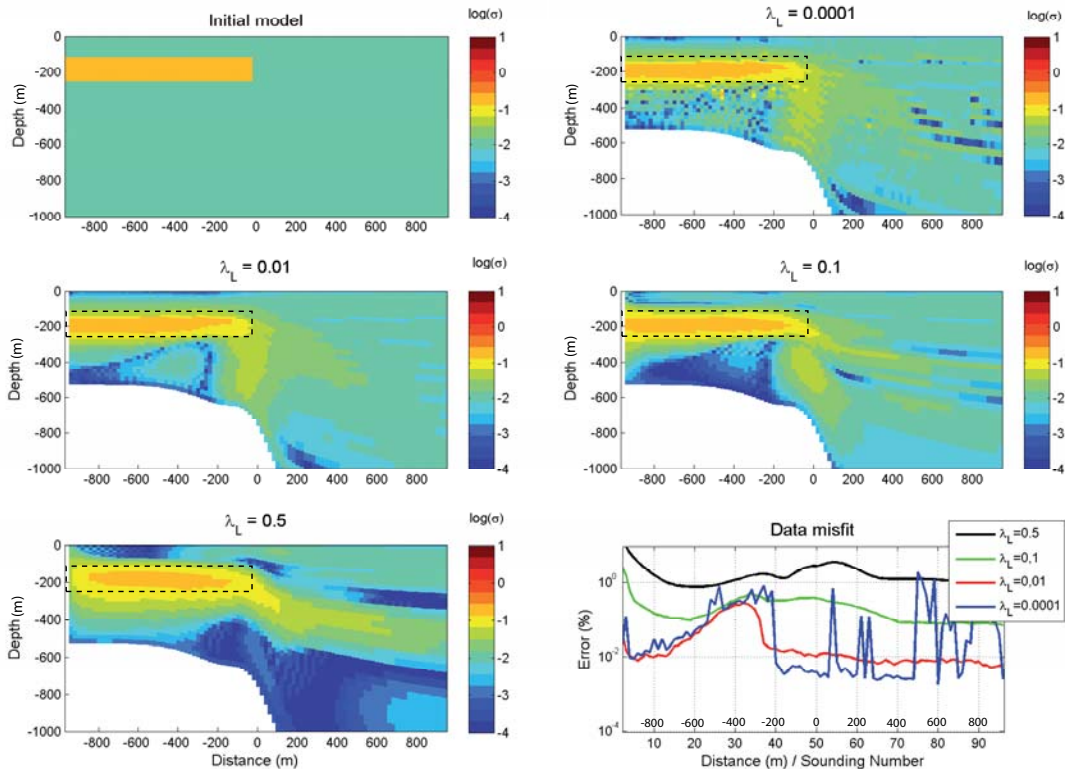 Initial model
log(σ)
Depth (m)
0
-200
-400
-600
-800
-1000
-800 -600 -400 -200 0 200 400 600 800
1
0
-1
-2
-3
-4
λL = 0.0001
log(σ)
Depth (m)
0
-200
-400
-600
-800
-1000
-800 -600 -400 -200 0 200 400 600 800
1
0
-1
-2
-3
-4
λL = 0.01
log(σ)
Depth (m)
0
-200
-400
-600
-800
-1000
-800 -600 -400 -200 0 200 400 600 800
1
0
-1
-2
-3
-4
λL = 0.1
log(σ)
Depth (m)
0
-200
-400
-600
-800
-1000
-800 -600 -400 -200 0 200 400 600 800
1
0
-1
-2
-3
-4
λL = 0.5
log(σ)
Depth (m)
0
-200
-400
-600
-800
-1000
-800 -600 -400 -200 0 200 400 600 800
Distance (m)
1
0
-1
-2
-3
-4
Data misfit
λL=0.5
λL=0.1
λL=0.01
λL=0.0001
Error (%)
10^0
10^-2
10^-4
-800 -600 -400 -200 0 200 400 600 800
10 20 30 40 50 60 70 80 90
Distance (m) / Sounding Number